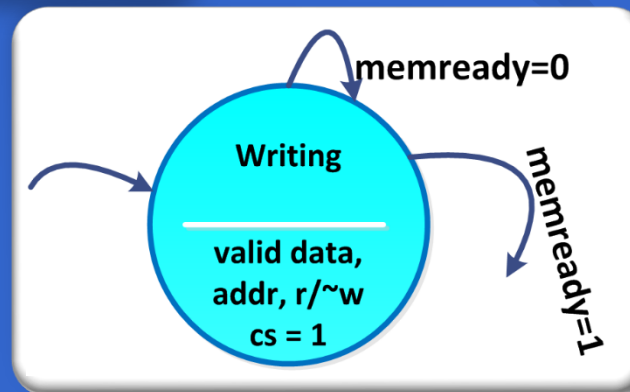 memready=0
Writing
memready=1
valid data,
addr, r/~w
cs = 1